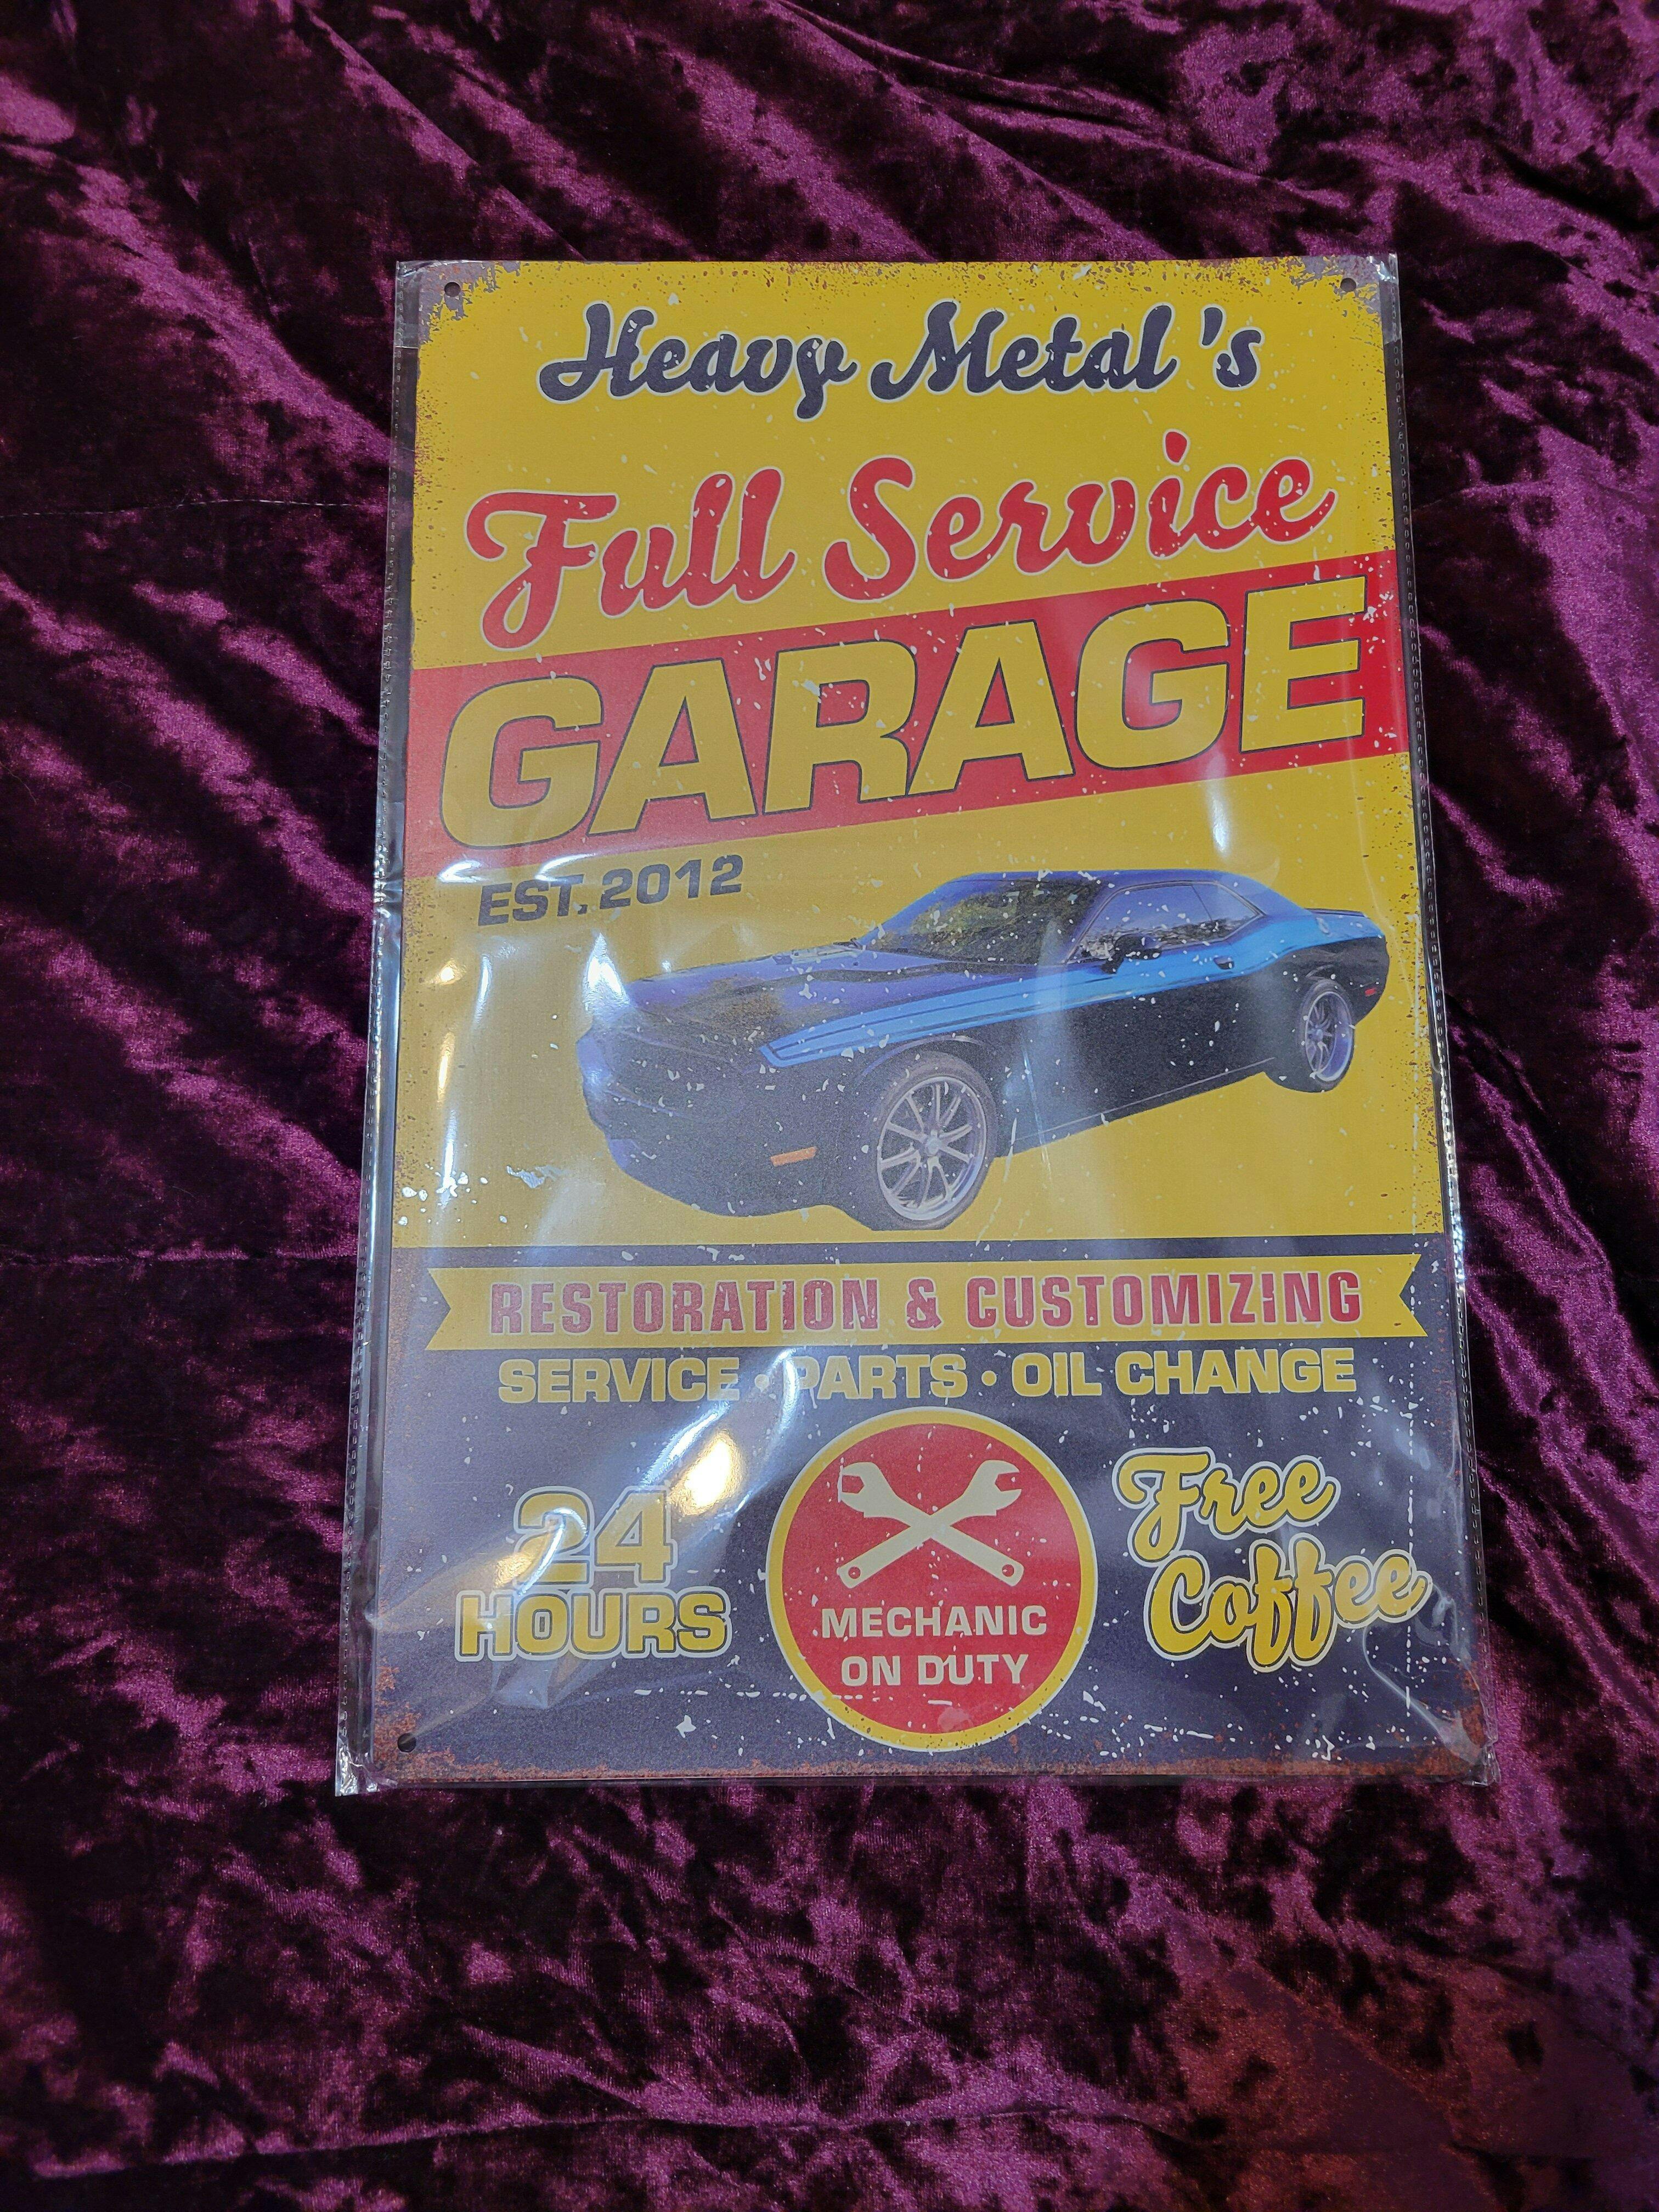 Heavy Metal 's
Full Service
GARAGE
EST. 2012
RESTORATION & CUSTOMIZING
SERVICE · PARTS · OIL CHANGE
24
HOURS
MECHANIC
ON DUTY
Free
Coffee